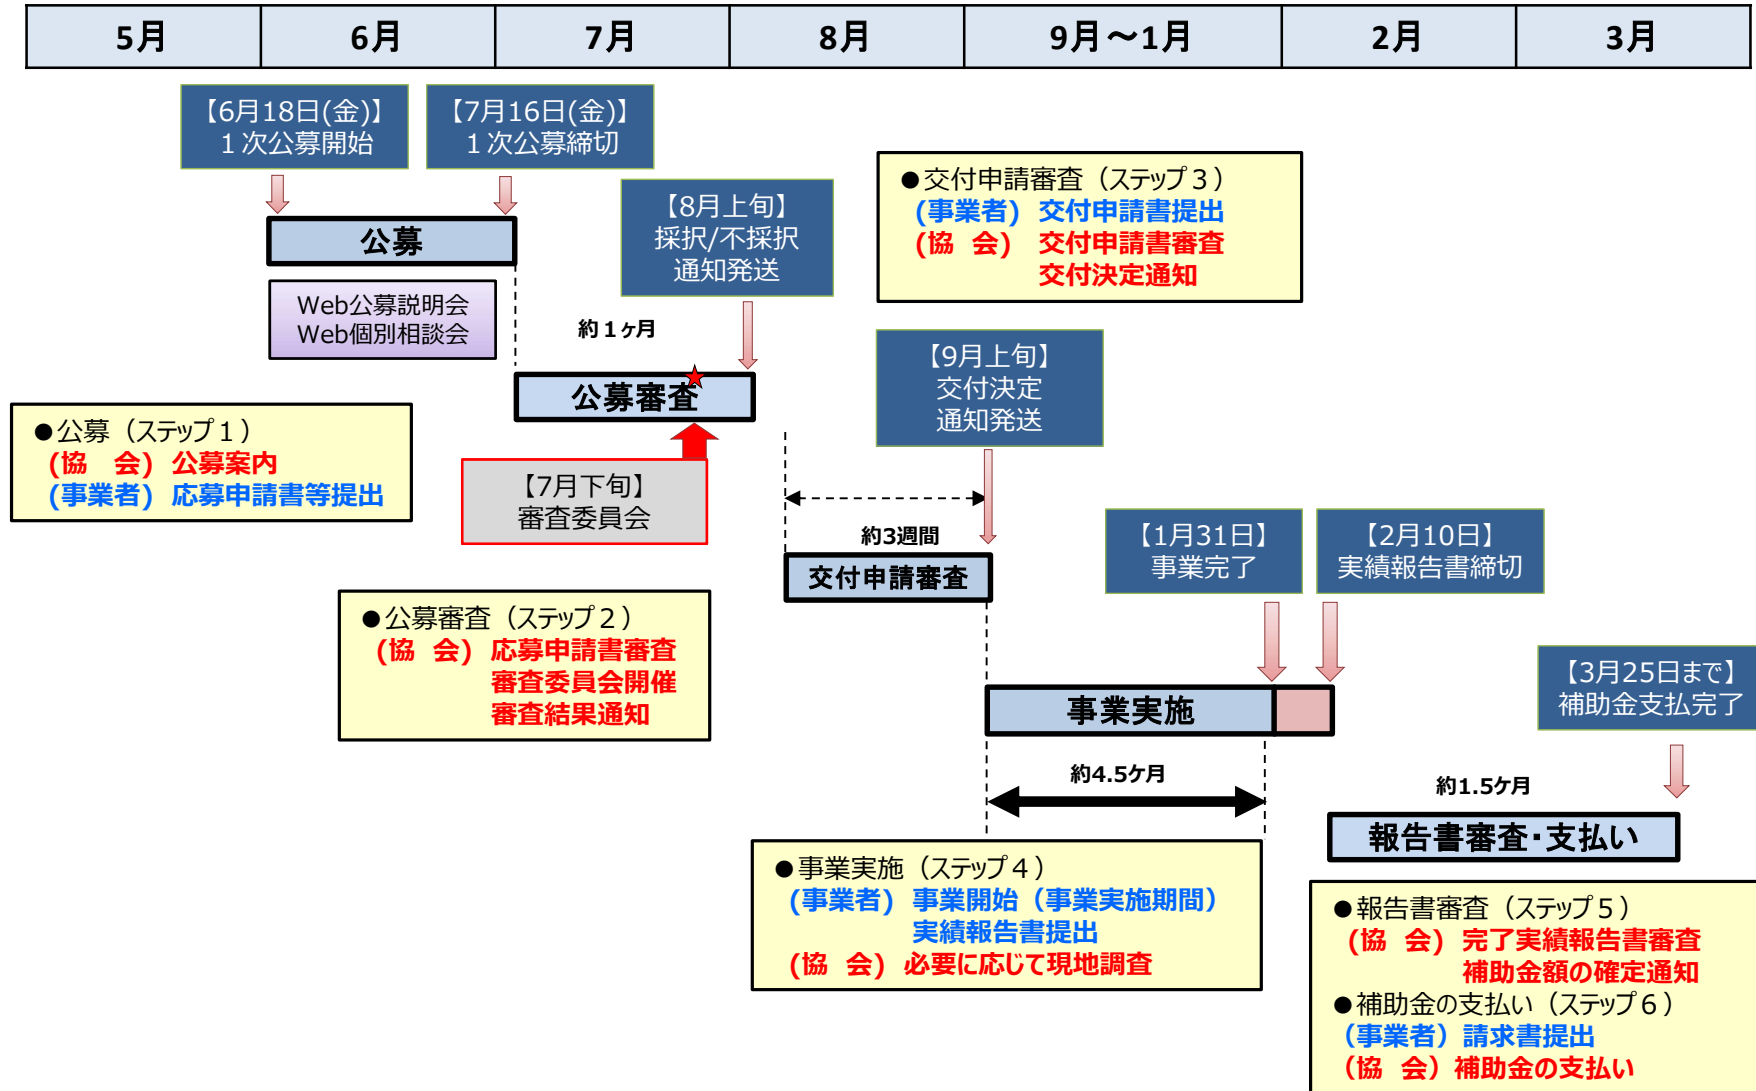 5月 6月 7月 8月 9月～1月 2月 3月
【6月18日(金)】
１次公募開始
【7月16日(金)】
１次公募締切
公募
Web公募説明会
Web個別相談会
【8月上旬】
採択/不採択
通知発送
約１ヶ月
公募審査
【7月下旬】
審査委員会
●公募（ステップ１）
(協　会) 公募案内
(事業者) 応募申請書等提出
●公募審査（ステップ２）
(協 会) 応募申請書審査
審査委員会開催
審査結果通知
●交付申請審査（ステップ３）
(事業者) 交付申請書提出
(協 会) 交付申請書審査
交付決定通知
【9月上旬】
交付決定
通知発送
約3週間
交付申請審査
【1月31日】
事業完了
【2月10日】
実績報告書締切
事業実施
約4.5ケ月
●事業実施（ステップ４）
(事業者) 事業開始（事業実施期間）
実績報告書提出
(協 会) 必要に応じて現地調査
【3月25日まで】
補助金支払完了
約1.5ケ月
報告書審査･支払い
●報告書審査（ステップ５）
(協 会) 完了実績報告書審査
補助金額の確定通知
●補助金の支払い（ステップ６）
（事業者）請求書提出
（協 会）補助金の支払い